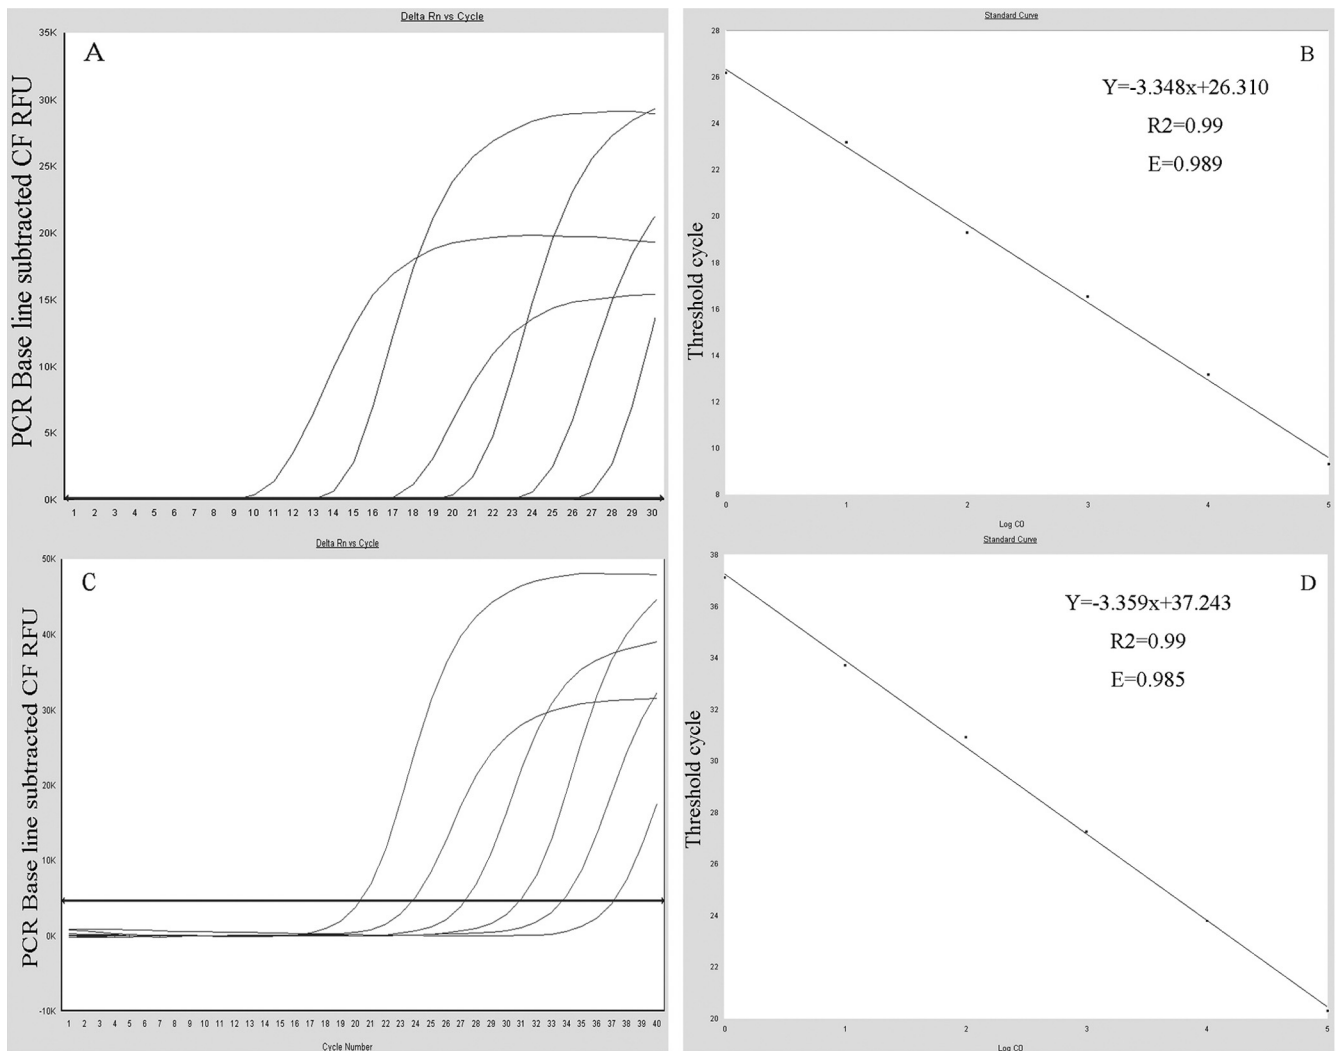 Delta Rn vs Cycle
A
PCR Base line subtracted CF RFU
35K
30K
25K
20K
15K
10K
5K
0K
1 2 3 4 5 6 7 8 9 10 11 12 13 14 15 16 17 18 19 20 21 22 23 24 25 26 27 28 29 30
Standard Curve
B
Y=-3.348x+26.310
R2=0.99
E=0.989
Threshold cycle
28
26
24
22
20
18
16
14
12
10
8
0 1 2 3 4 5
Log CO
Delta Rn vs Cycle
C
PCR Base line subtracted CF RFU
50K
40K
30K
20K
10K
0K
-10K
1 2 3 4 5 6 7 8 9 10 11 12 13 14 15 16 17 18 19 20 21 22 23 24 25 26 27 28 29 30 31 32 33 34 35 36 37 38 39 40
Cycle Number
Standard Curve
D
Y=-3.359x+37.243
R2=0.99
E=0.985
Threshold cycle
38
36
34
32
30
28
26
24
22
20
0 1 2 3 4 5
Log CO